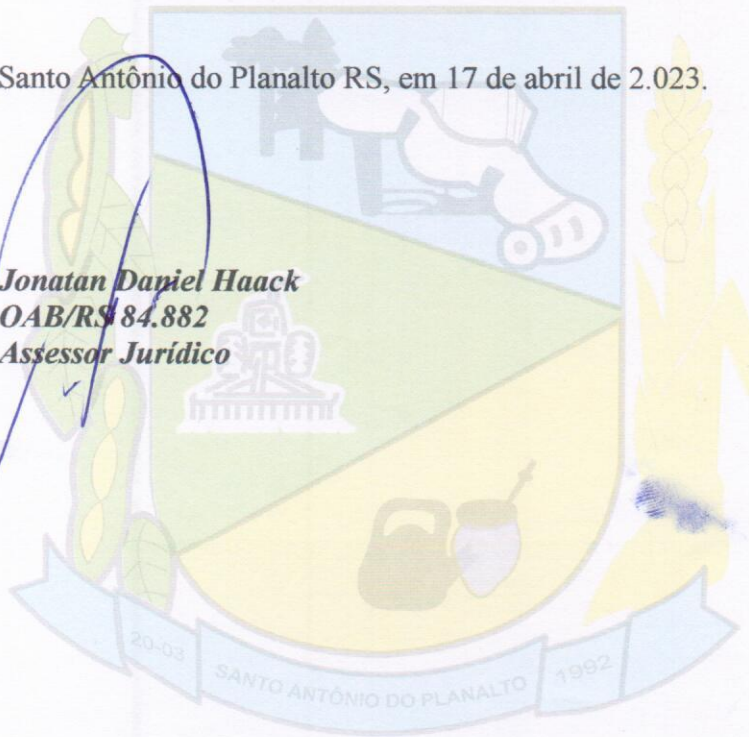 Santo Antônio do Planalto RS, em 17 de abril de 2.023.
Jonatan Daniel Haack
OAB/RS 84.882
Assessor Jurídico
20-03
SANTO ANTÔNIO DO PLANALTO
1992